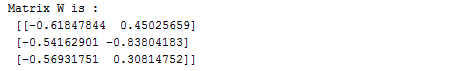 Matrix W is :
[[-0.61847844  0.45025659]
[-0.54162901 -0.83804183]
[-0.56931751  0.30814752]]